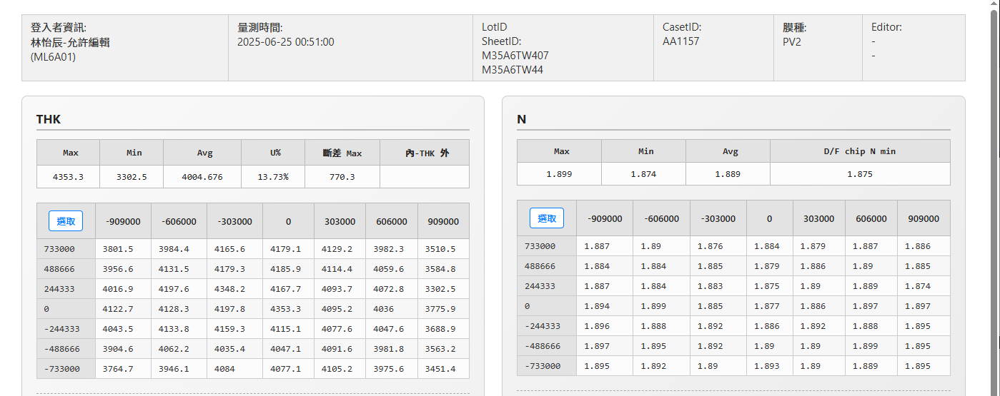 登入者資訊:
林怡辰-允許編輯
(ML6A01)
量測時間:
2025-06-25 00:51:00
LotID
SheetID:
M35A6TW407
M35A6TW44
CasetID:
AA1157
膜種:
PV2
Editor:
-
-
THK
Max Min Avg U% 斷差 Max 內-THK 外
4353.3 3302.5 4004.676 13.73% 770.3
選取 -909000 -606000 -303000 0 303000 606000 909000
733000 3801.5 3984.4 4165.6 4179.1 4129.2 3982.3 3510.5
488666 3956.6 4131.5 4179.3 4185.9 4114.4 4059.6 3584.8
244333 4016.9 4197.6 4348.2 4167.7 4093.7 4072.8 3302.5
0 4122.7 4128.3 4197.8 4353.3 4095.2 4036 3775.9
-244333 4043.5 4133.8 4159.3 4115.1 4077.6 4047.6 3688.9
-488666 3904.6 4062.2 4035.4 4047.1 4091.6 3981.8 3563.2
-733000 3764.7 3946.1 4084 4077.1 4105.2 3975.6 3451.4
N
Max Min Avg D/F chip N min
1.899 1.874 1.889 1.875
選取 -909000 -606000 -303000 0 303000 606000 909000
733000 1.887 1.89 1.876 1.884 1.879 1.887 1.886
488666 1.884 1.884 1.885 1.879 1.886 1.89 1.885
244333 1.887 1.884 1.883 1.875 1.89 1.889 1.874
0 1.894 1.899 1.885 1.877 1.886 1.897 1.897
-244333 1.896 1.888 1.892 1.886 1.892 1.888 1.895
-488666 1.897 1.895 1.892 1.89 1.89 1.899 1.895
-733000 1.895 1.892 1.89 1.893 1.89 1.889 1.895